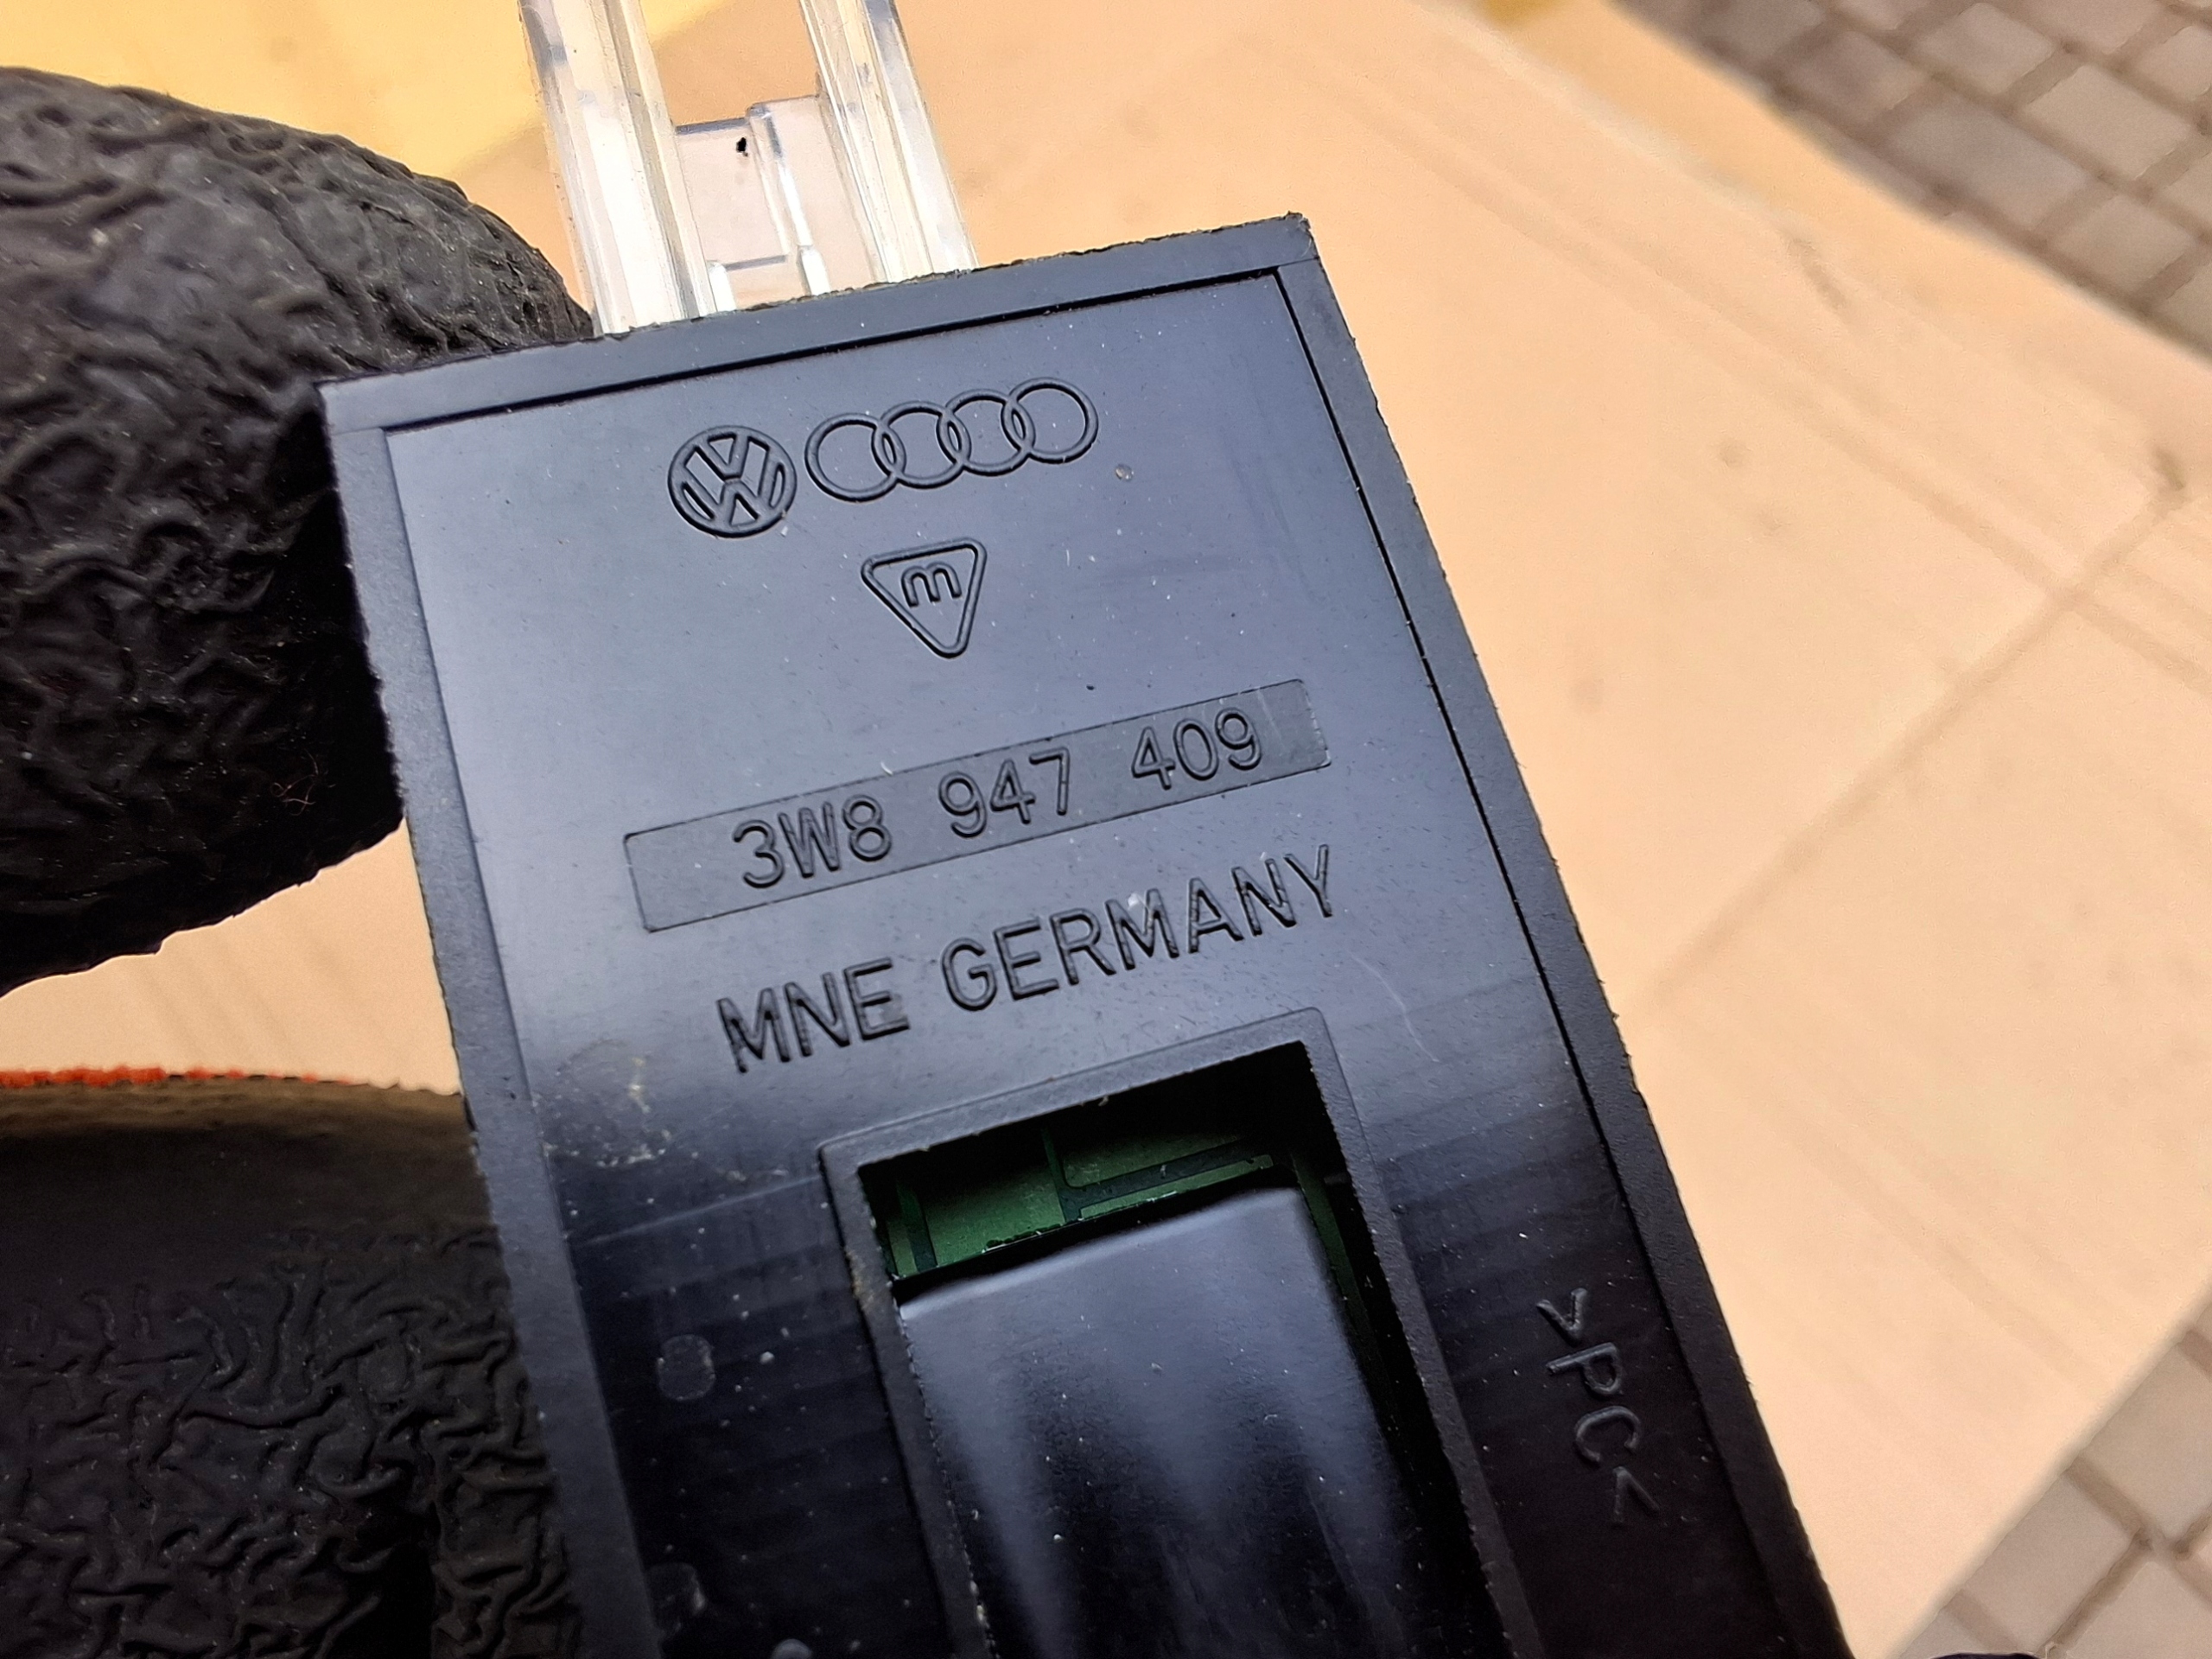 m
3W8 947 409
MNE GERMANY
>PC<